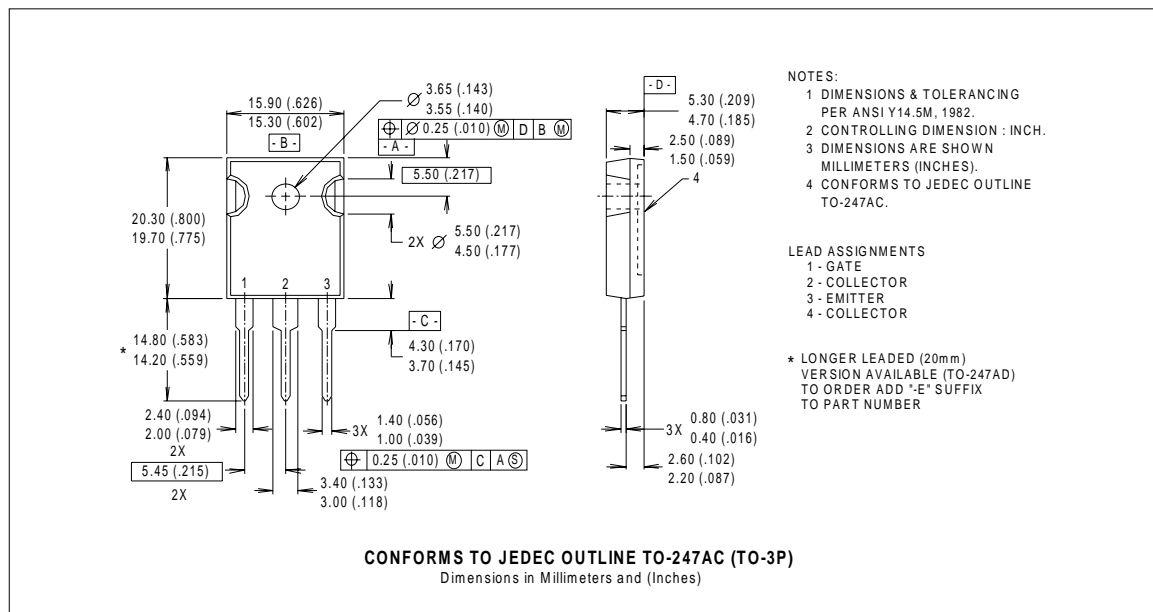 15.90 (.626)
15.30 (.602)
- B -
Ø 3.65 (.143)
3.55 (.140)
⌖ Ø 0.25 (.010) Ⓜ D B Ⓜ
- A -
5.50 (.217)
20.30 (.800)
19.70 (.775)
2X Ø 5.50 (.217)
4.50 (.177)
1 2 3
- C -
* 14.80 (.583)
14.20 (.559)
4.30 (.170)
3.70 (.145)
2.40 (.094)
2.00 (.079)
2X
5.45 (.215)
2X
3X 1.40 (.056)
1.00 (.039)
⌖ 0.25 (.010) Ⓜ C A Ⓢ
3.40 (.133)
3.00 (.118)
- D -
5.30 (.209)
4.70 (.185)
2.50 (.089)
1.50 (.059)
4
3X 0.80 (.031)
0.40 (.016)
2.60 (.102)
2.20 (.087)
NOTES:
1 DIMENSIONS & TOLERANCING
PER ANSI Y14.5M, 1982.
2 CONTROLLING DIMENSION : INCH.
3 DIMENSIONS ARE SHOWN
MILLIMETERS (INCHES).
4 CONFORMS TO JEDEC OUTLINE
TO-247AC.
LEAD ASSIGNMENTS
1 - GATE
2 - COLLECTOR
3 - EMITTER
4 - COLLECTOR
* LONGER LEADED (20mm)
VERSION AVAILABLE (TO-247AD)
TO ORDER ADD "-E" SUFFIX
TO PART NUMBER
CONFORMS TO JEDEC OUTLINE TO-247AC (TO-3P)
Dimensions in Millimeters and (Inches)